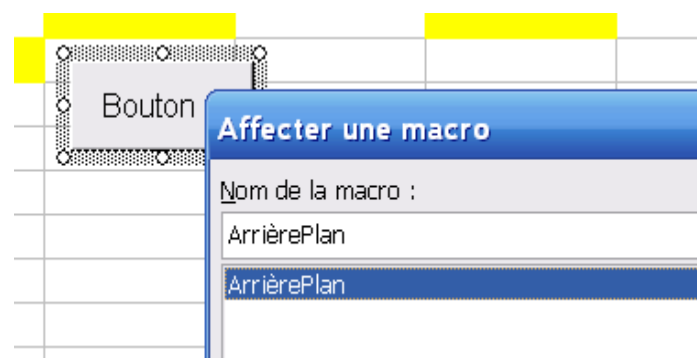 Bouton
Affecter une macro
Nom de la macro :
ArrièrePlan
ArrièrePlan